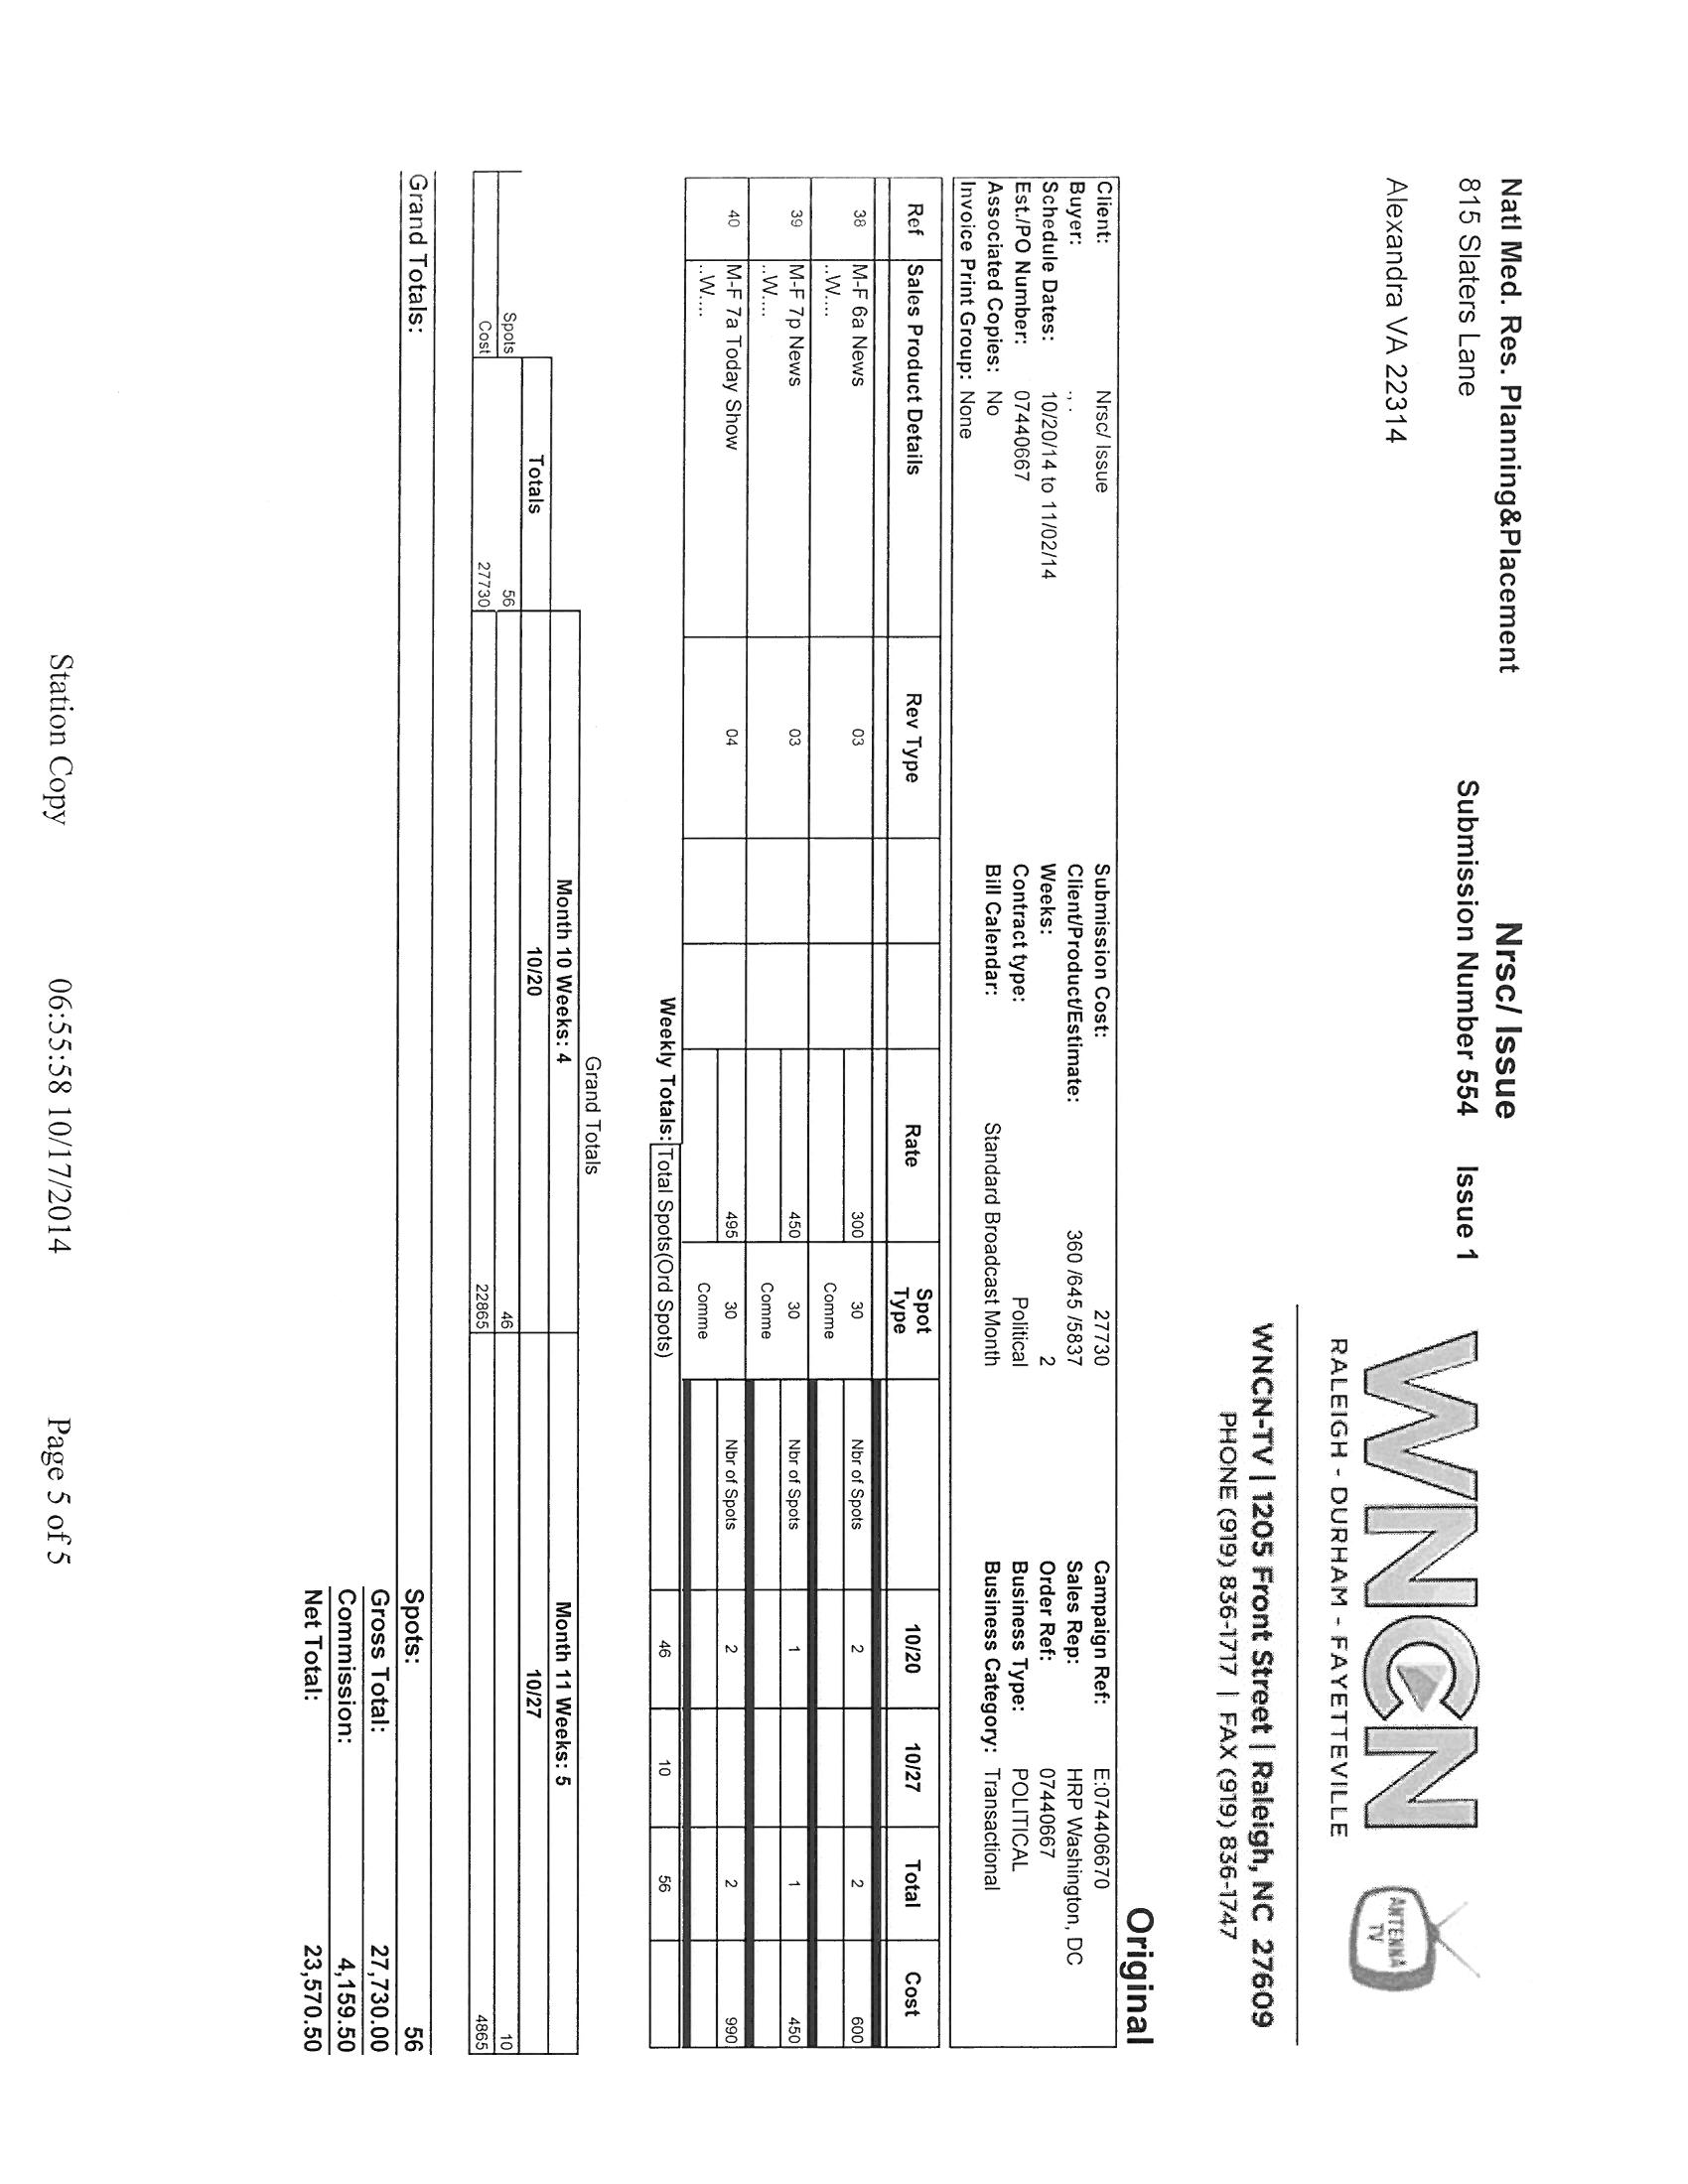 Natl Med. Res. Planning&Placement
815 Slaters Lane
Alexandra VA 22314
Nrsc/ Issue
Submission Number 554 Issue 1
WNCN
RALEIGH - DURHAM - FAYETTEVILLE
ANTENNA
TV
WNCN-TV | 1205 Front Street | Raleigh, NC 27609
PHONE (919) 836-1717 | FAX (919) 836-1747
Original
Client: Nrsc/ Issue Submission Cost: 27730 Campaign Ref: E:074406670
Buyer: Client/Product/Estimate: 360 /645 /5837 Sales Rep: HRP Washington, DC
Schedule Dates: 10/20/14 to 11/02/14 Weeks: 2 Order Ref: 07440667
Est./PO Number: 07440667 Contract type: Political Business Type: POLITICAL
Associated Copies: No Bill Calendar: Standard Broadcast Month Business Category: Transactional
Invoice Print Group: None
Ref Sales Product Details Rev Type Rate Spot Type 10/20 10/27 Total Cost
38 M-F 6a News 03 300 30 Nbr of Spots 2 2 600
..W.... Comme
39 M-F 7p News 03 450 30 Nbr of Spots 1 1 450
..W.... Comme
40 M-F 7a Today Show 04 495 30 Nbr of Spots 2 2 990
..W.... Comme
Weekly Totals: Total Spots(Ord Spots) 46 10 56
Grand Totals
Month 10 Weeks: 4 Month 11 Weeks: 5
Totals 10/20 10/27
Spots 56 46 10
Cost 27730 22865 4865
Grand Totals: Spots: 56
Gross Total: 27,730.00
Commission: 4,159.50
Net Total: 23,570.50
Station Copy 06:55:58 10/17/2014 Page 5 of 5